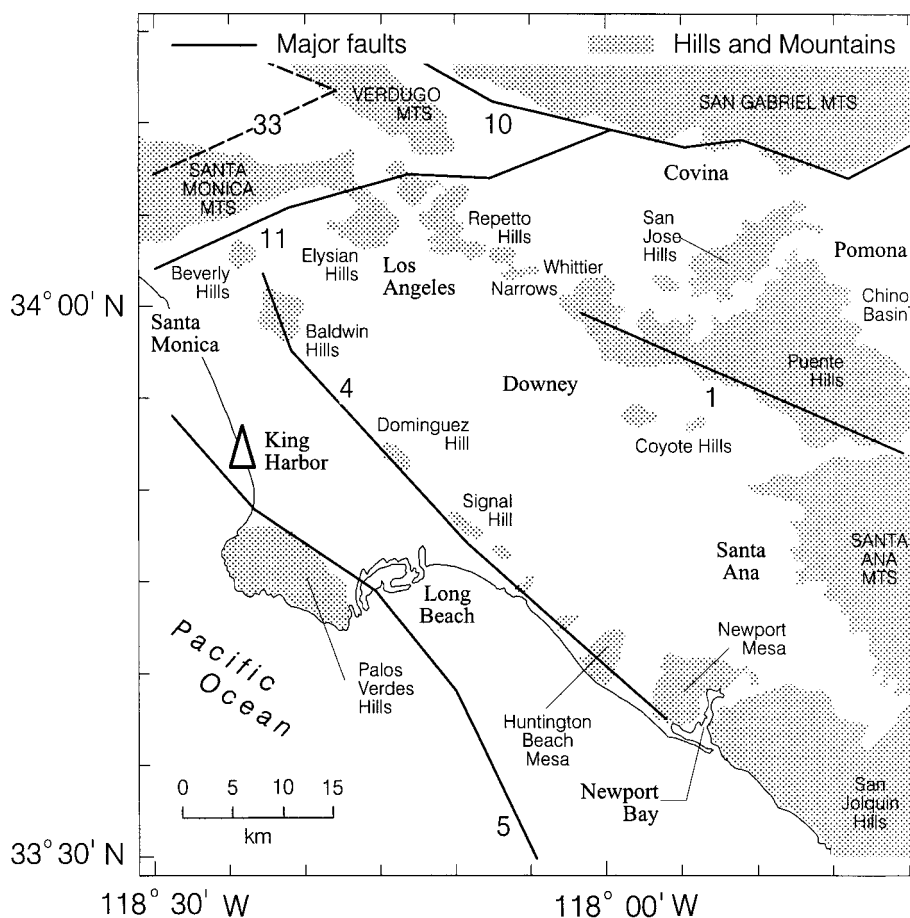 Major faults
Hills and Mountains
VERDUGO
MTS
SAN GABRIEL MTS
33
10
SANTA
MONICA
MTS
Covina
Repetto
Hills
San
Jose
Hills
11
Elysian
Hills
Los
Angeles
Pomona
Beverly
Hills
Whittier
Narrows
34° 00' N
Chino
Basin
Santa
Monica
Baldwin
Hills
Puente
Hills
4
Downey
1
Dominguez
Hill
King
Harbor
Coyote Hills
Signal
Hill
Santa
Ana
SANTA
ANA
MTS
Long
Beach
Pacific
Ocean
Newport
Mesa
Palos
Verdes
Hills
Huntington
Beach
Mesa
0 5 10 15
km
Newport
Bay
San
Jolquin
Hills
5
33° 30' N
118° 30' W
118° 00' W